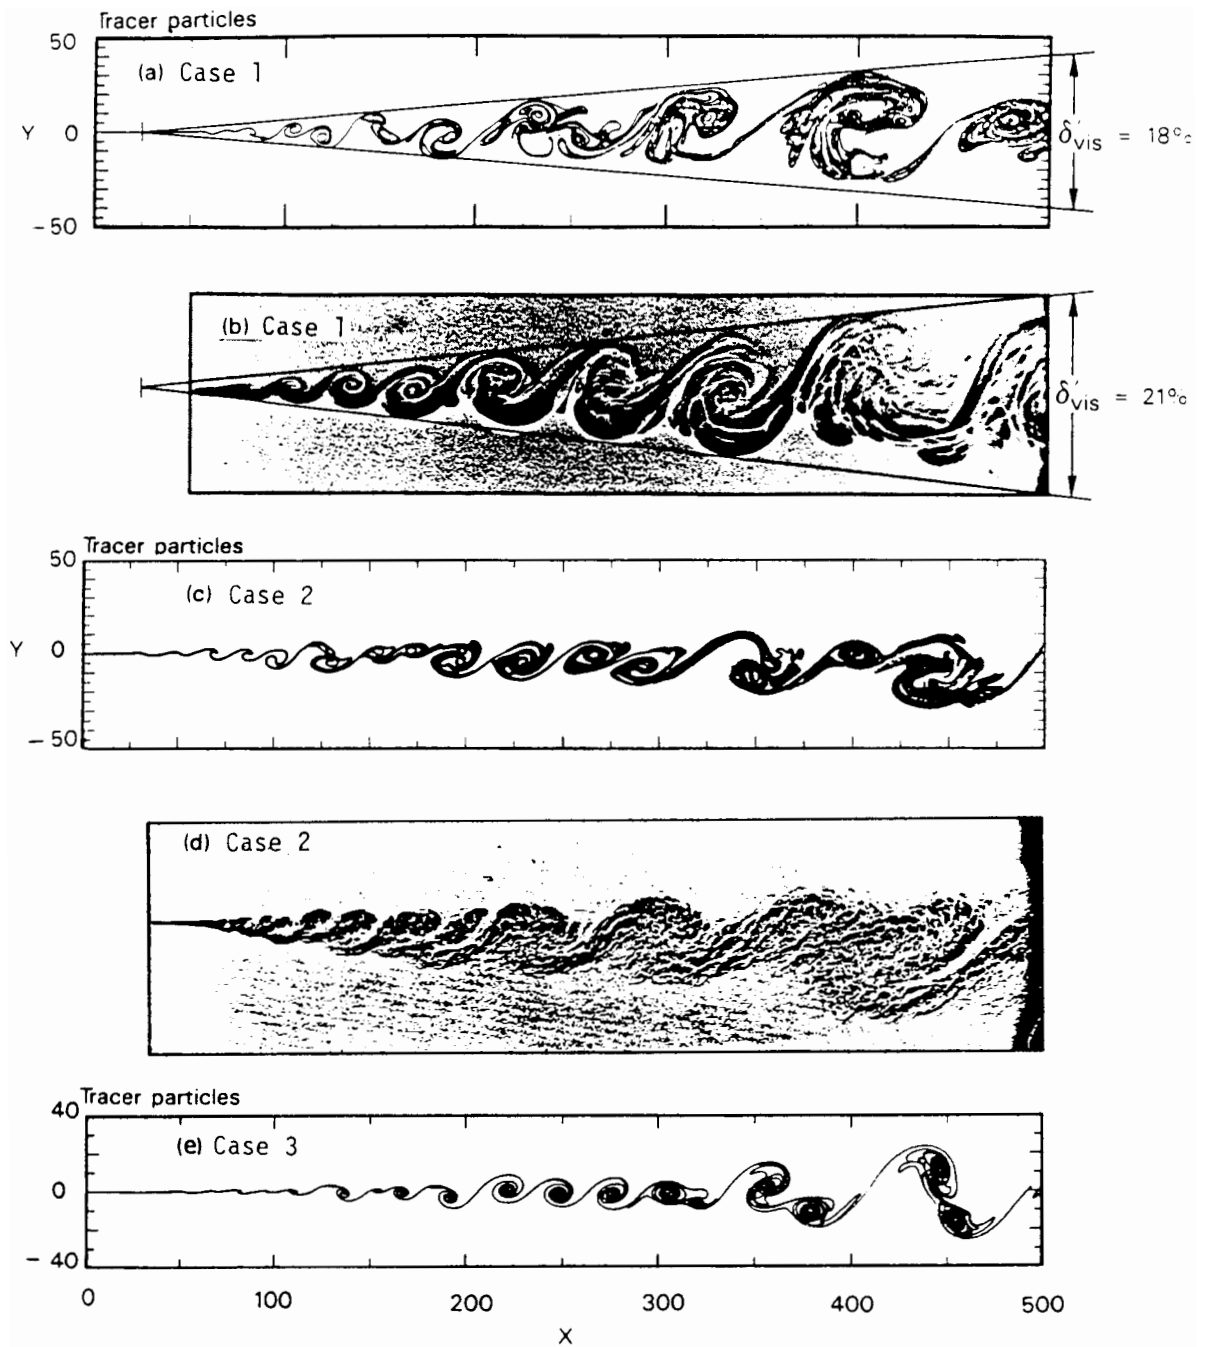 Tracer particles
50
(a) Case 1
Y 0
δ′vis = 18%
-50
(b) Case 1
δ′vis = 21%
Tracer particles
50
(c) Case 2
Y 0
-50
(d) Case 2
Tracer particles
40
(e) Case 3
0
-40
0 100 200 300 400 500
X